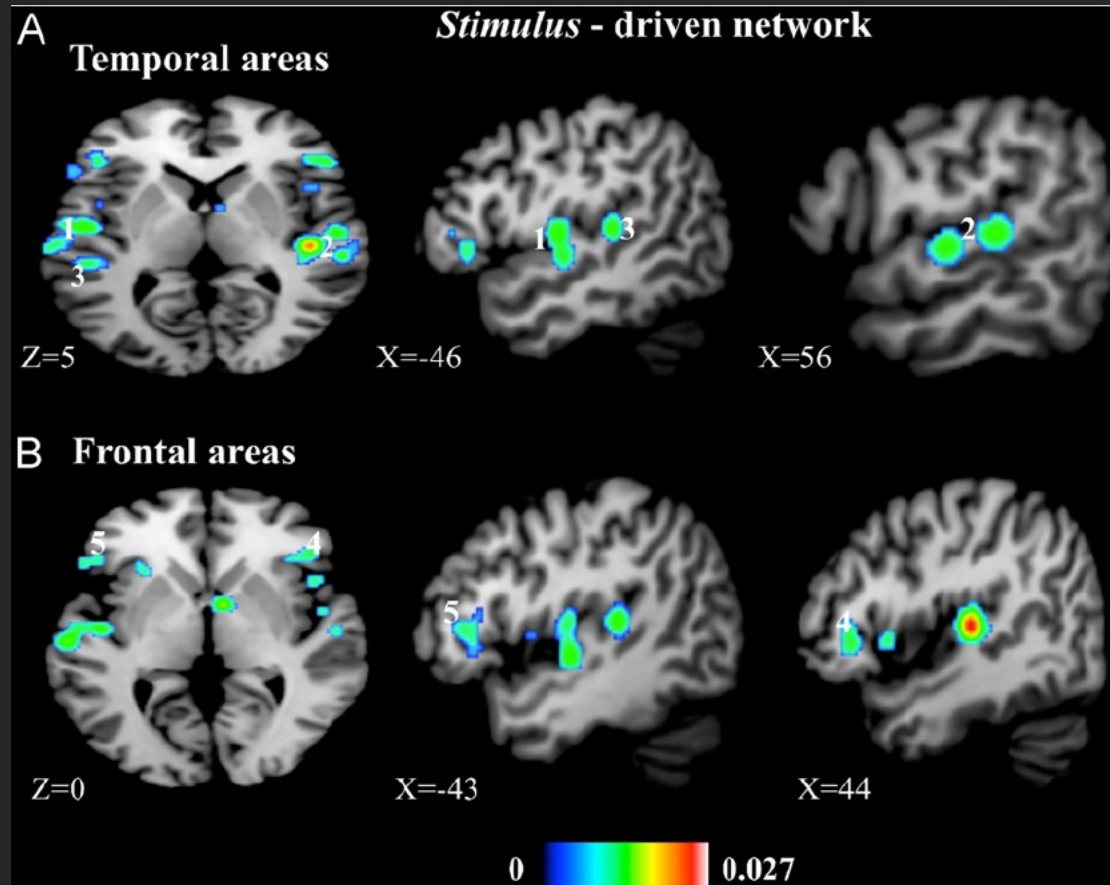 A
Stimulus - driven network
Temporal areas
1
2
3
Z=5
1
3
X=-46
2
X=56
B Frontal areas
5
4
Z=0
5
X=-43
4
X=44
0
0.027